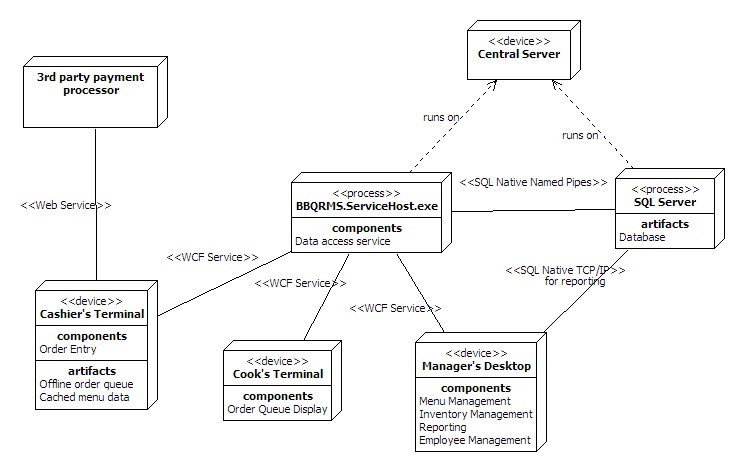 <<device>>
Central Server
3rd party payment
processor
runs on
runs on
<<process>>
BBQRMS.ServiceHost.exe
components
Data access service
<<SQL Native Named Pipes>>
<<process>>
SQL Server
artifacts
Database
<<Web Service>>
<<WCF Service>>
<<WCF Service>>
<<WCF Service>>
<<SQL Native TCP/IP>>
for reporting
<<device>>
Cashier's Terminal
components
Order Entry
artifacts
Offline order queue
Cached menu data
<<device>>
Cook's Terminal
components
Order Queue Display
<<device>>
Manager's Desktop
components
Menu Management
Inventory Management
Reporting
Employee Management